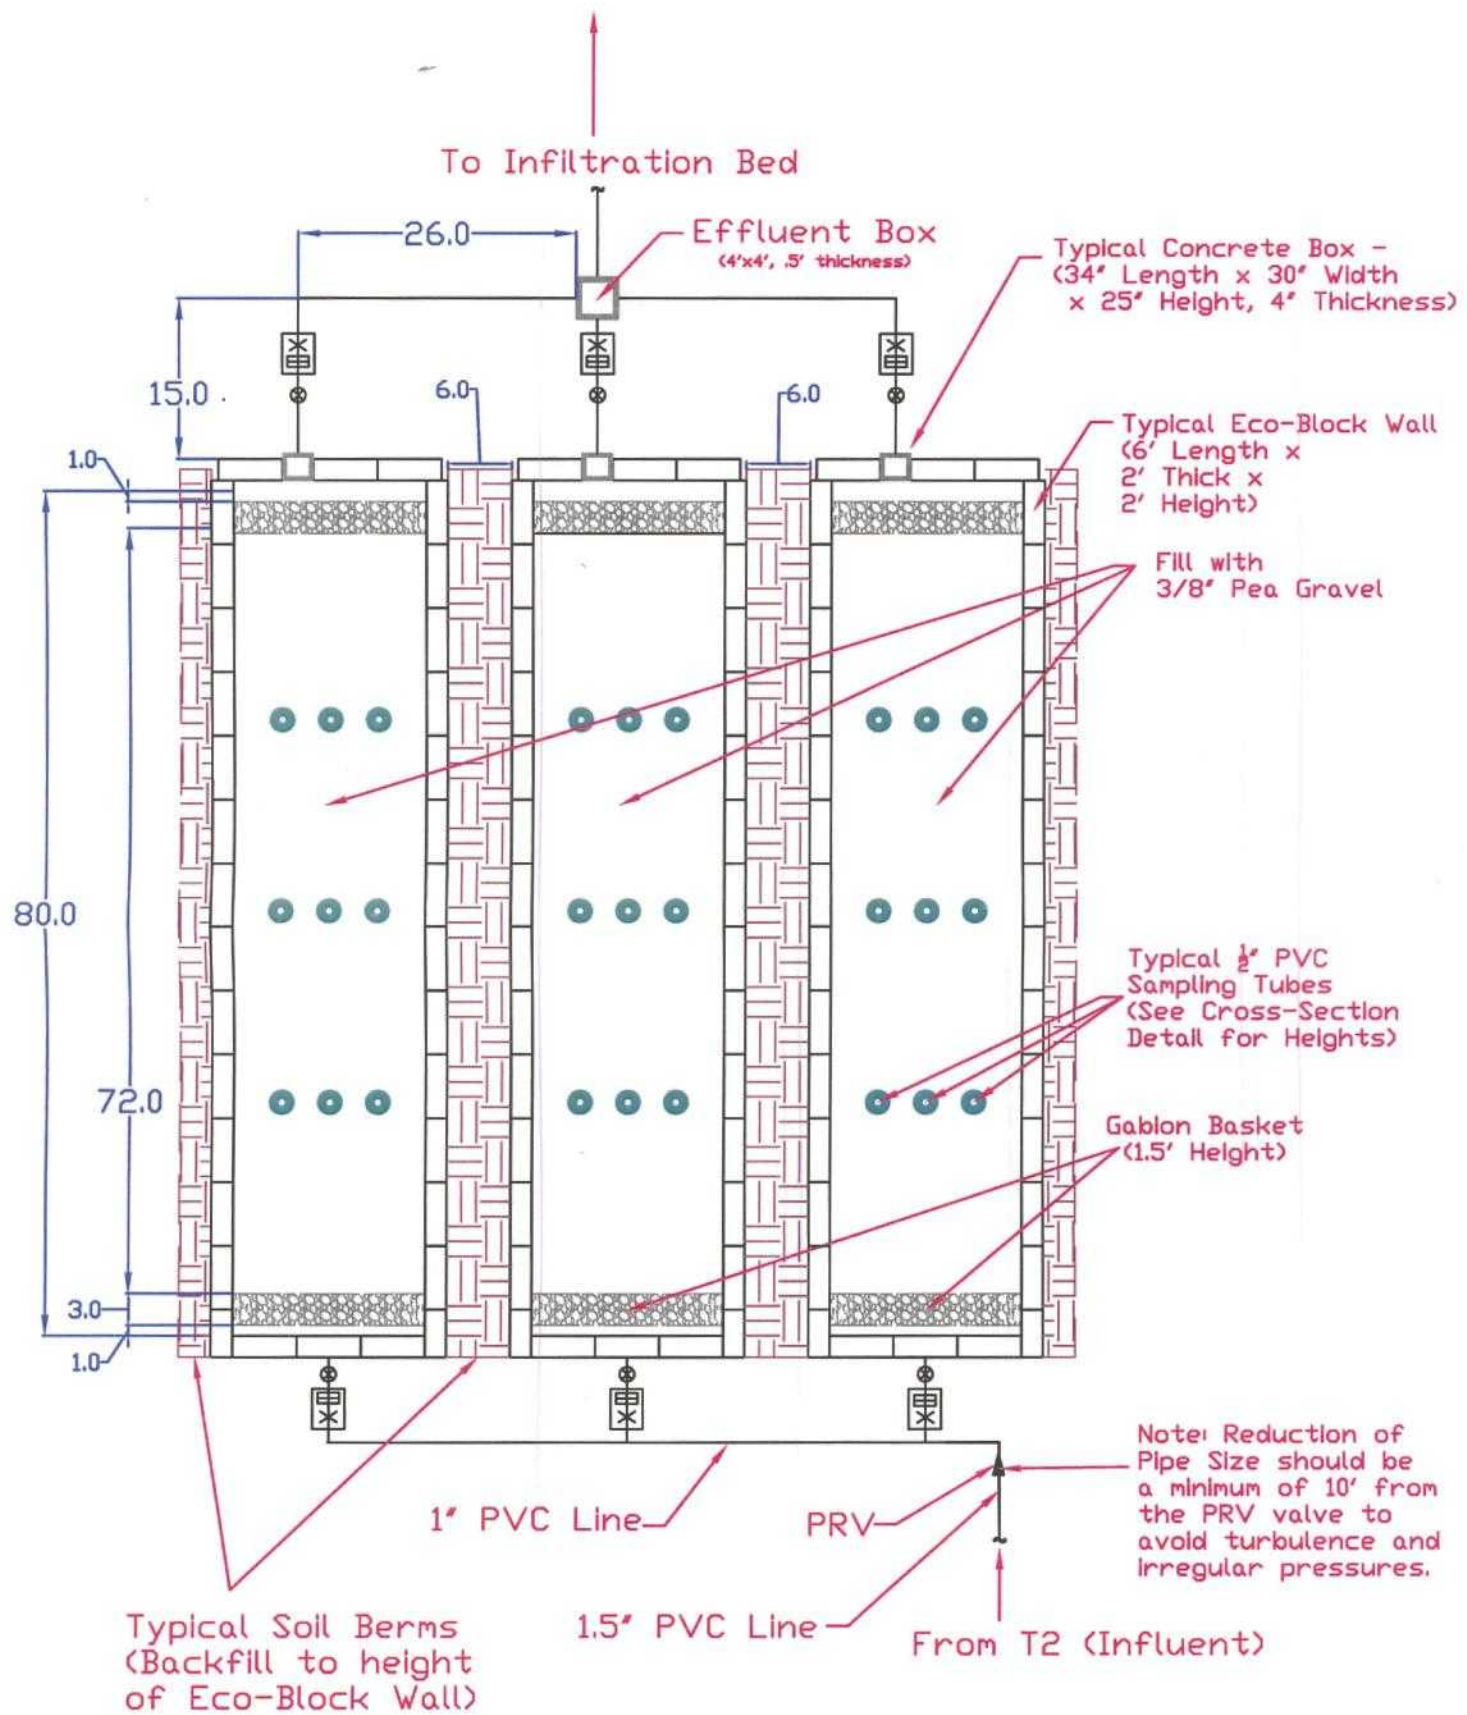 To Infiltration Bed
26.0
Effluent Box
(4'x4', .5' thickness)
Typical Concrete Box -
(34" Length x 30" Width
x 25" Height, 4" Thickness)
15.0
6.0
6.0
1.0
Typical Eco-Block Wall
(6' Length x
2' Thick x
2' Height)
Fill with
3/8" Pea Gravel
80.0
72.0
Typical ½" PVC
Sampling Tubes
(See Cross-Section
Detail for Heights)
Gabion Basket
(1.5' Height)
3.0
1.0
Note: Reduction of
Pipe Size should be
a minimum of 10' from
the PRV valve to
avoid turbulence and
irregular pressures.
1" PVC Line
PRV
1.5" PVC Line
From T2 (Influent)
Typical Soil Berms
(Backfill to height
of Eco-Block Wall)